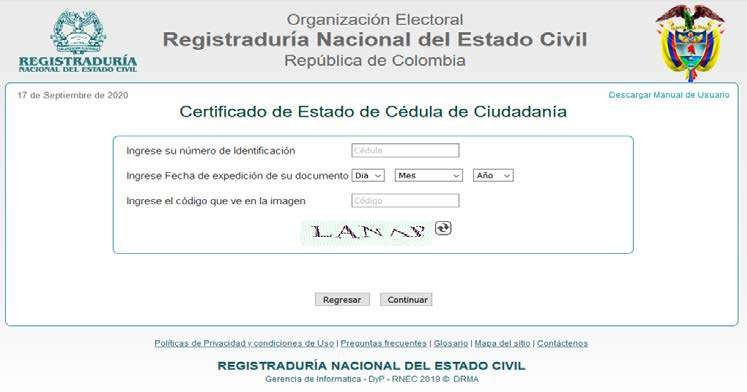 Organización Electoral
REGISTRADURÍA
NACIONAL DEL ESTADO CIVIL
Registraduría Nacional del Estado Civil
República de Colombia
17 de Septiembre de 2020
Descargar Manual de Usuario
Certificado de Estado de Cédula de Ciudadanía
Ingrese su número de Identificación Cédula
Ingrese Fecha de expedición de su documento Dia Mes Año
Ingrese el código que ve en la imagen Código
Regresar Continuar
Políticas de Privacidad y condiciones de Uso | Preguntas frecuentes | Glosario | Mapa del sitio | Contáctenos
REGISTRADURÍA NACIONAL DEL ESTADO CIVIL
Gerencia de Informatica - DyP - RNEC 2019 © DRMA